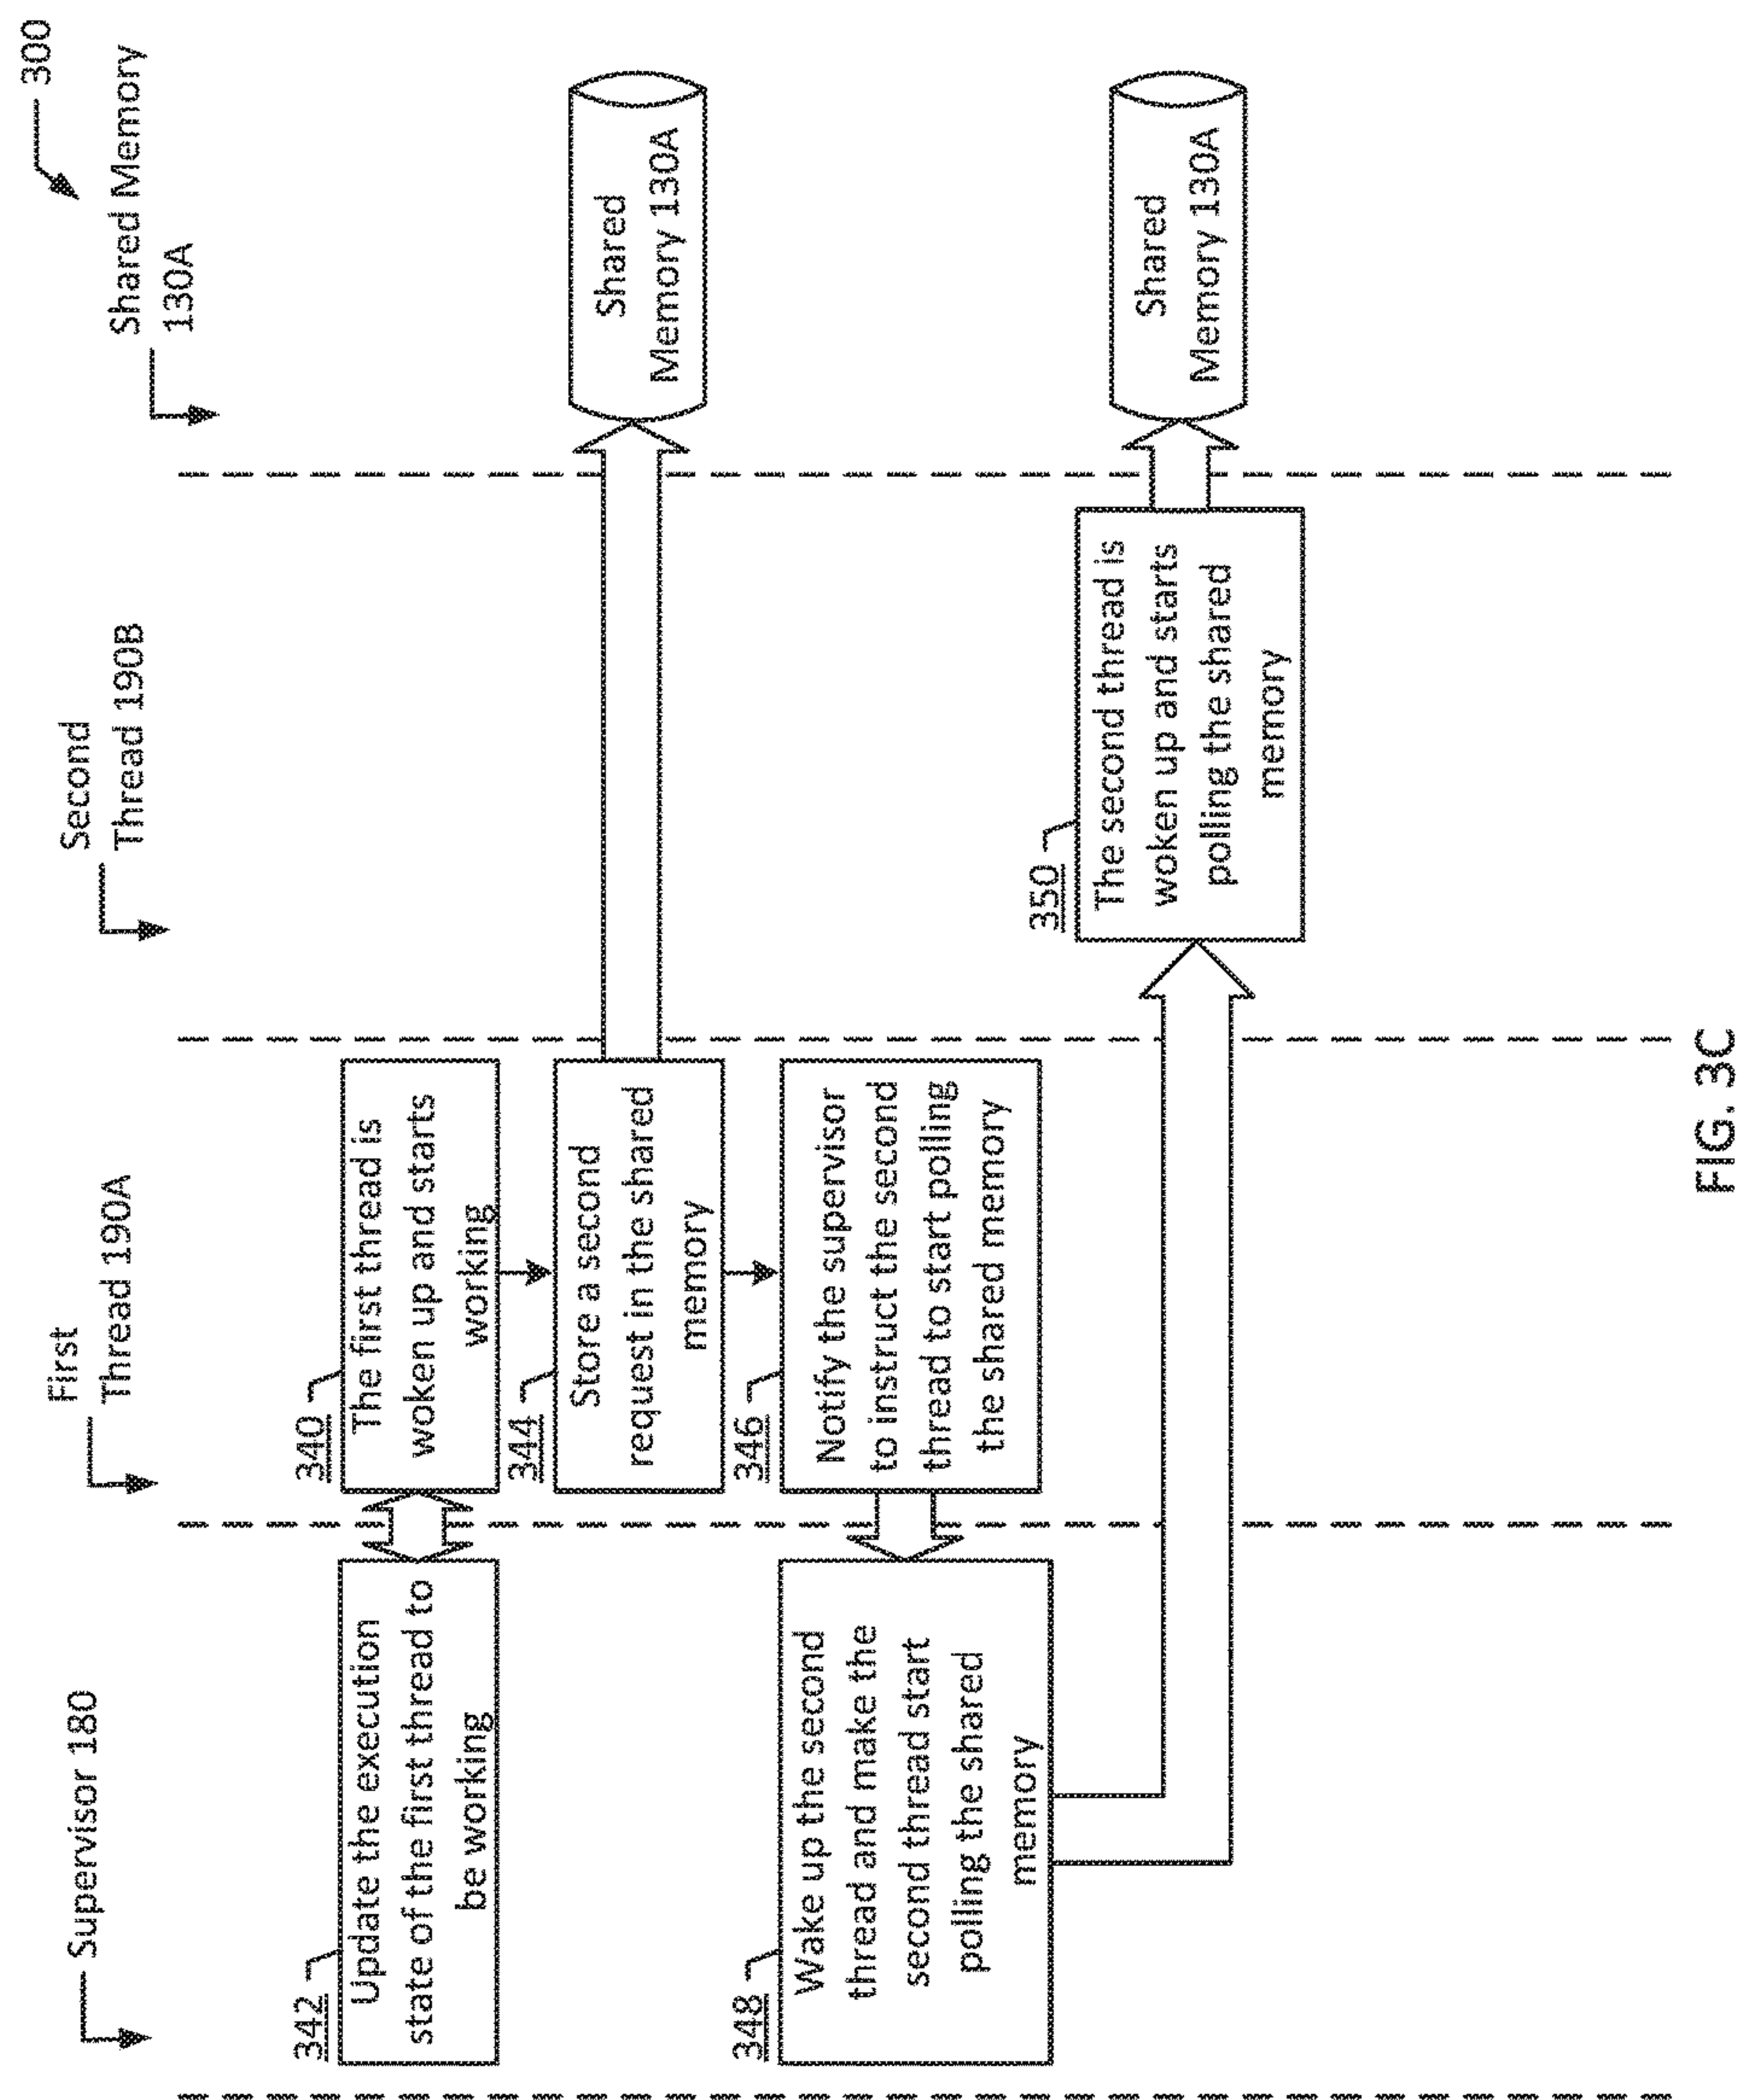 300
Supervisor 180
First
Thread 190A
Second
Thread 190B
Shared Memory
130A
342
Update the execution
state of the first thread to
be working
340
The first thread is
woken up and starts
working
344
Store a second
request in the shared
memory
Shared
Memory 130A
346
Notify the supervisor
to instruct the second
thread to start polling
the shared memory
348
Wake up the second
thread and make the
second thread start
polling the shared
memory
350
The second thread is
woken up and starts
polling the shared
memory
Shared
Memory 130A
FIG. 3C